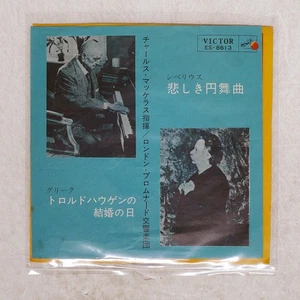 VICTOR
ES-8613
シベリウス
悲しき円舞曲
チャールス・マッケラス指揮/ロンドン・プロムナード交響楽団
グリーク
トロルドハウゲンの
結婚の日